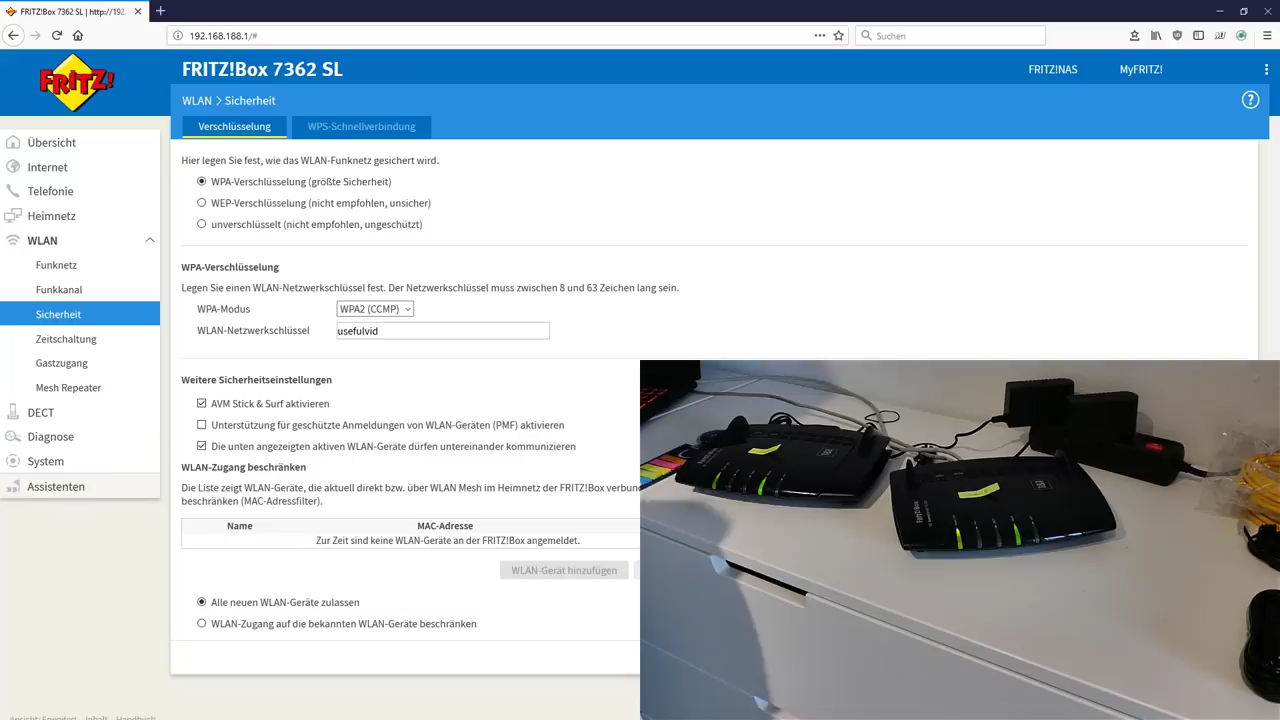 FRITZ!Box 7362 SL | http://192.
192.168.188.1/#
Suchen
FRITZ!
FRITZ!Box 7362 SL
FRITZ!NAS
MyFRITZ!
WLAN > Sicherheit
?
Verschlüsselung
WPS-Schnellverbindung
Übersicht
Internet
Telefonie
Heimnetz
WLAN
Funknetz
Funkkanal
Sicherheit
Zeitschaltung
Gastzugang
Mesh Repeater
DECT
Diagnose
System
Assistenten
Hier legen Sie fest, wie das WLAN-Funknetz gesichert wird.
WPA-Verschlüsselung (größte Sicherheit)
WEP-Verschlüsselung (nicht empfohlen, unsicher)
unverschlüsselt (nicht empfohlen, ungeschützt)
WPA-Verschlüsselung
Legen Sie einen WLAN-Netzwerkschlüssel fest. Der Netzwerkschlüssel muss zwischen 8 und 63 Zeichen lang sein.
WPA-Modus
WPA2 (CCMP)
WLAN-Netzwerkschlüssel
usefulvid
Weitere Sicherheitseinstellungen
AVM Stick & Surf aktivieren
Unterstützung für geschützte Anmeldungen von WLAN-Geräten (PMF) aktivieren
Die unten angezeigten aktiven WLAN-Geräte dürfen untereinander kommunizieren
WLAN-Zugang beschränken
Die Liste zeigt WLAN-Geräte, die aktuell direkt bzw. über WLAN Mesh im Heimnetz der FRITZ!Box verbun
beschränken (MAC-Adressfilter).
Name
MAC-Adresse
Zur Zeit sind keine WLAN-Geräte an der FRITZ!Box angemeldet.
WLAN-Gerät hinzufügen
Alle neuen WLAN-Geräte zulassen
WLAN-Zugang auf die bekannten WLAN-Geräte beschränken
Ansicht: Erweitert
Inhalt
Handbuch
FRITZ!Box
1&1